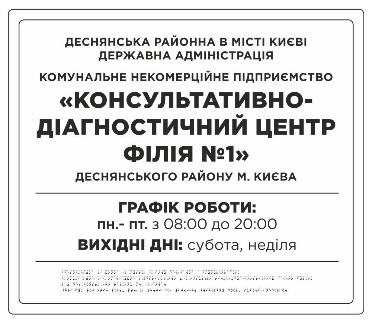 ДЕСНЯНСЬКА РАЙОННА В МІСТІ КИЄВІ
ДЕРЖАВНА АДМІНІСТРАЦІЯ
КОМУНАЛЬНЕ НЕКОМЕРЦІЙНЕ ПІДПРИЄМСТВО
«КОНСУЛЬТАТИВНО-
ДІАГНОСТИЧНИЙ ЦЕНТР
ФІЛІЯ №1»
ДЕСНЯНСЬКОГО РАЙОНУ М. КИЄВА
ГРАФІК РОБОТИ:
ПН.- ПТ. з 08:00 до 20:00
ВИХІДНІ ДНІ: субота, неділя